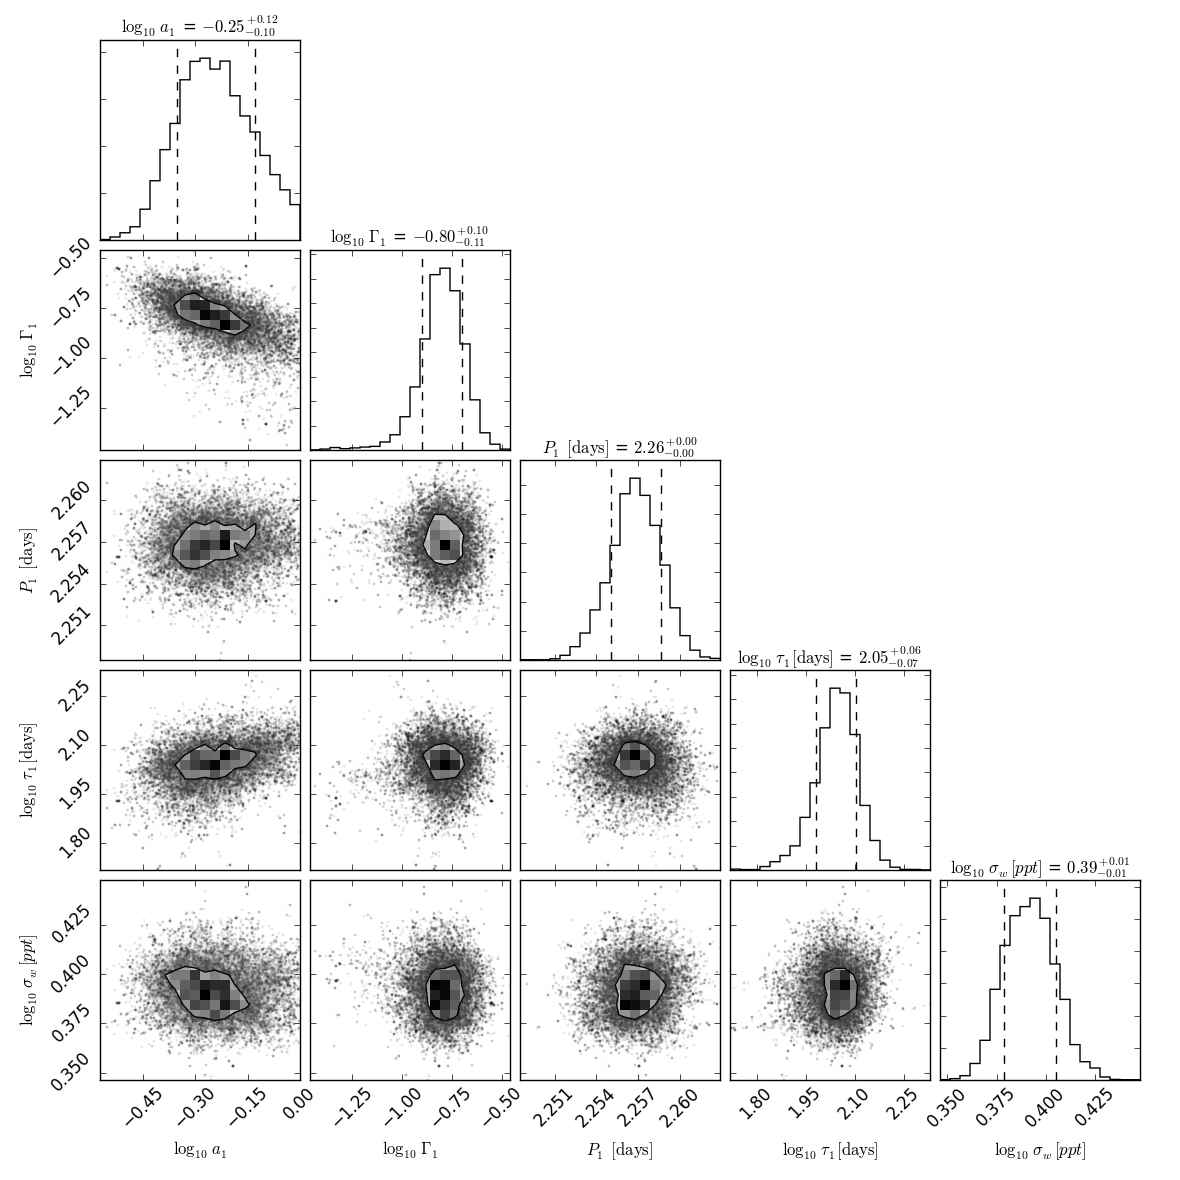 log₁₀ a₁ = −0.25 +0.12 −0.10
log₁₀ Γ₁ = −0.80 +0.10 −0.11
−0.50
−0.75
−1.00
−1.25
log₁₀ Γ₁
P₁ [days] = 2.26 +0.00 −0.00
2.260
2.257
2.254
2.251
P₁ [days]
log₁₀ τ₁[days] = 2.05 +0.06 −0.07
2.25
2.10
1.95
1.80
log₁₀ τ₁[days]
log₁₀ σ_w[ppt] = 0.39 +0.01 −0.01
0.425
0.400
0.375
0.350
log₁₀ σ_w[ppt]
−0.45 −0.30 −0.15 0.00 −1.25 −1.00 −0.75 −0.50 2.251 2.254 2.257 2.260 1.80 1.95 2.10 2.25 0.350 0.375 0.400 0.425
log₁₀ a₁ log₁₀ Γ₁ P₁ [days] log₁₀ τ₁[days] log₁₀ σ_w[ppt]